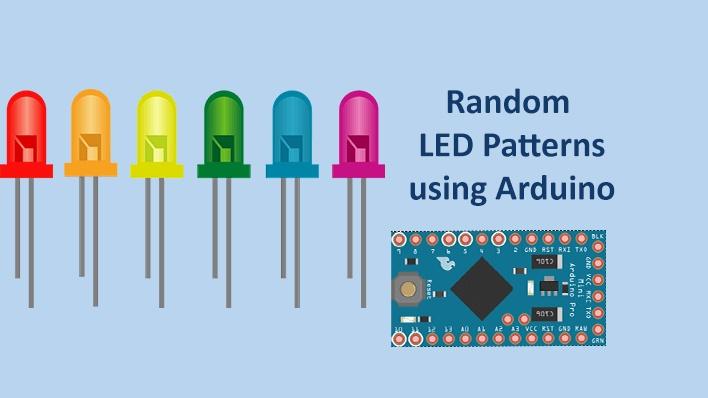 Random
LED Patterns
using Arduino
9 8 7 6 5 4 3 2 GND RST RXI TXO BLK
GND VCC VCC RXI TXO GRN
Reset
Arduino Pro
Mini
10 11 12 13 A0 A1 A2 A3 VCC RST GND RAW